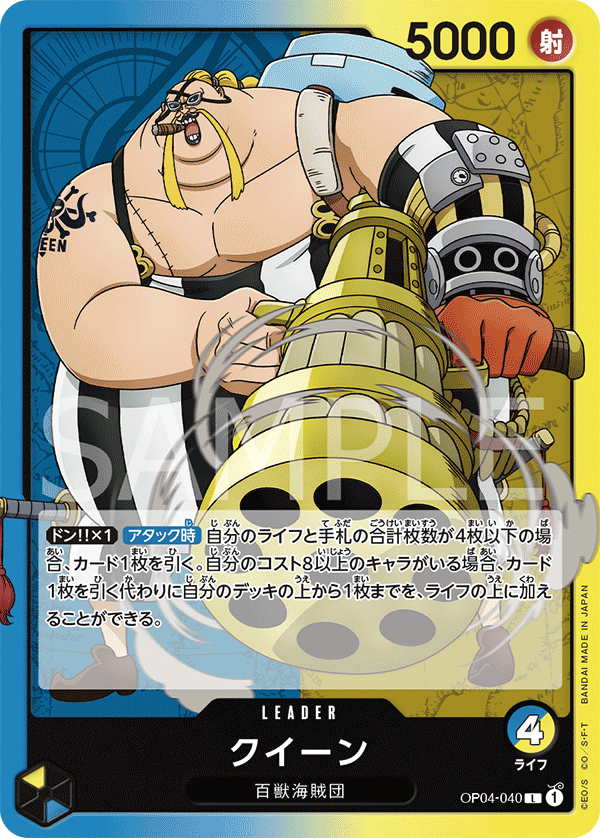 5000 射
QUEEN
SAMPLE
ドン!!×1 アタック時 自分のライフと手札の合計枚数が4枚以下の場
合、カード1枚を引く。自分のコスト8以上のキャラがいる場合、カード
1枚を引く代わりに自分のデッキの上から1枚までを、ライフの上に加え
ることができる。
LEADER
クイーン
百獣海賊団
4
ライフ
OP04-040 L 1
©E.O/S ©O/S・F・T BANDAI MADE IN JAPAN